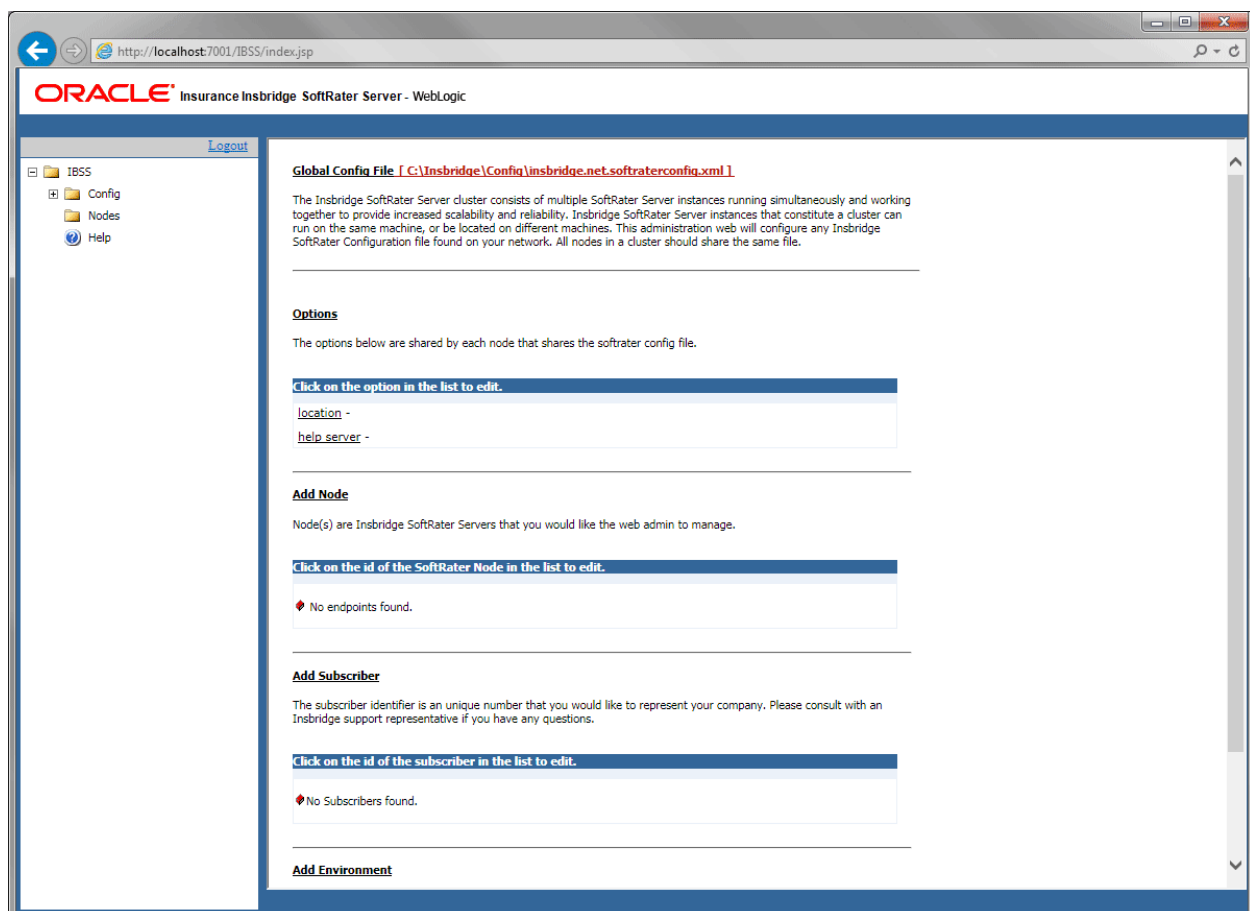 http://localhost:7001/IBSS/index.jsp
ORACLE Insurance Insbridge SoftRater Server - WebLogic
Logout
IBSS
Config
Nodes
Help
Global Config File [ C:\Insbridge\Config\insbridge.net.softraterconfig.xml ]
The Insbridge SoftRater Server cluster consists of multiple SoftRater Server instances running simultaneously and working
together to provide increased scalability and reliability. Insbridge SoftRater Server instances that constitute a cluster can
run on the same machine, or be located on different machines. This administration web will configure any Insbridge
SoftRater Configuration file found on your network. All nodes in a cluster should share the same file.
Options
The options below are shared by each node that shares the softrater config file.
Click on the option in the list to edit.
location -
help server -
Add Node
Node(s) are Insbridge SoftRater Servers that you would like the web admin to manage.
Click on the id of the SoftRater Node in the list to edit.
No endpoints found.
Add Subscriber
The subscriber identifier is an unique number that you would like to represent your company. Please consult with an
Insbridge support representative if you have any questions.
Click on the id of the subscriber in the list to edit.
No Subscribers found.
Add Environment